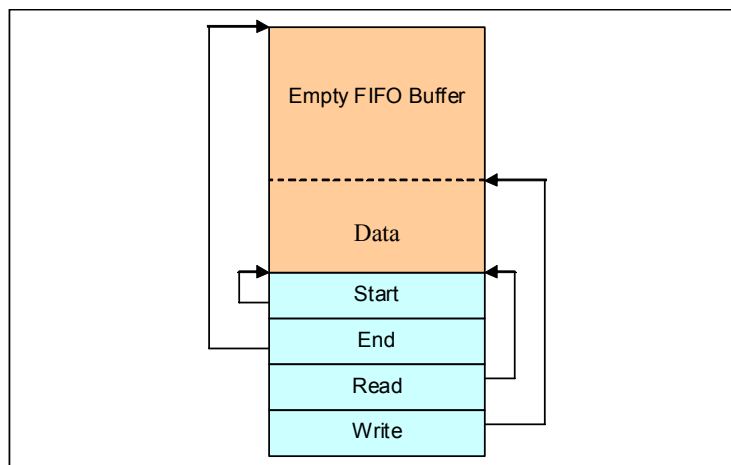 Empty FIFO Buffer
Data
Start
End
Read
Write